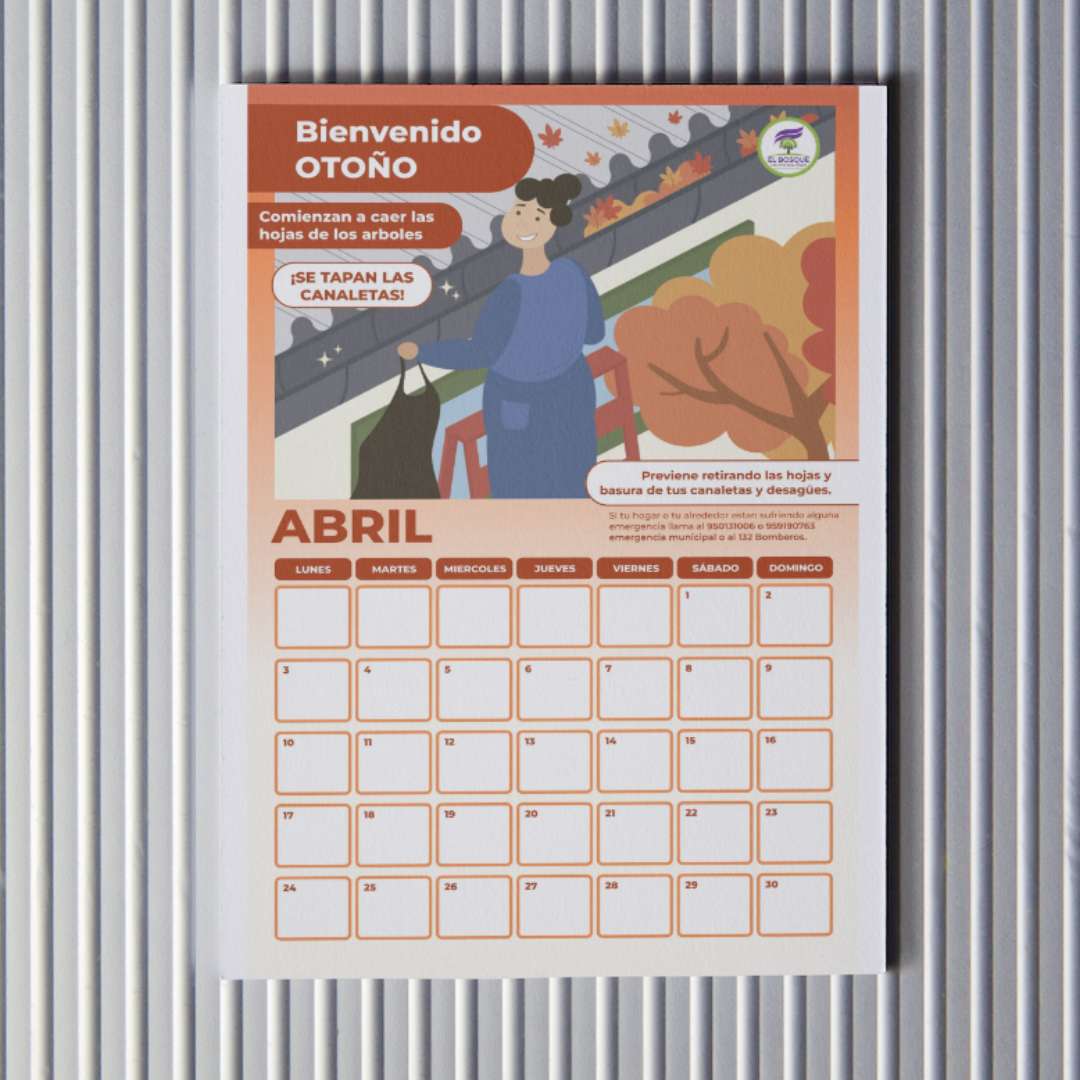 Bienvenido
OTOÑO
EL BOSQUE
Comienzan a caer las
hojas de los arboles
¡SE TAPAN LAS
CANALETAS!
Previene retirando las hojas y
basura de tus canaletas y desagües.
Si tu hogar o tu alrededor estan sufriendo alguna
emergencia llama al 950131006 o 959190763
emergencia municipal o al 132 Bomberos.
ABRIL
LUNES MARTES MIERCOLES JUEVES VIERNES SÁBADO DOMINGO
1 2
3 4 5 6 7 8 9
10 11 12 13 14 15 16
17 18 19 20 21 22 23
24 25 26 27 28 29 30